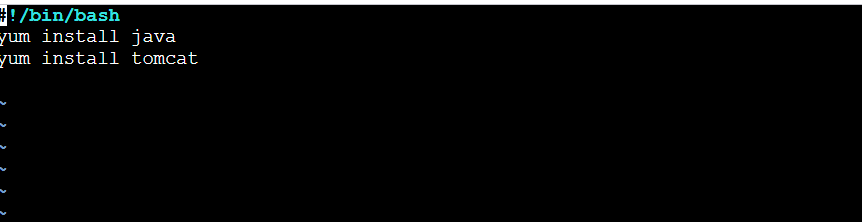 #!/bin/bash
yum install java
yum install tomcat
~
~
~
~
~
~